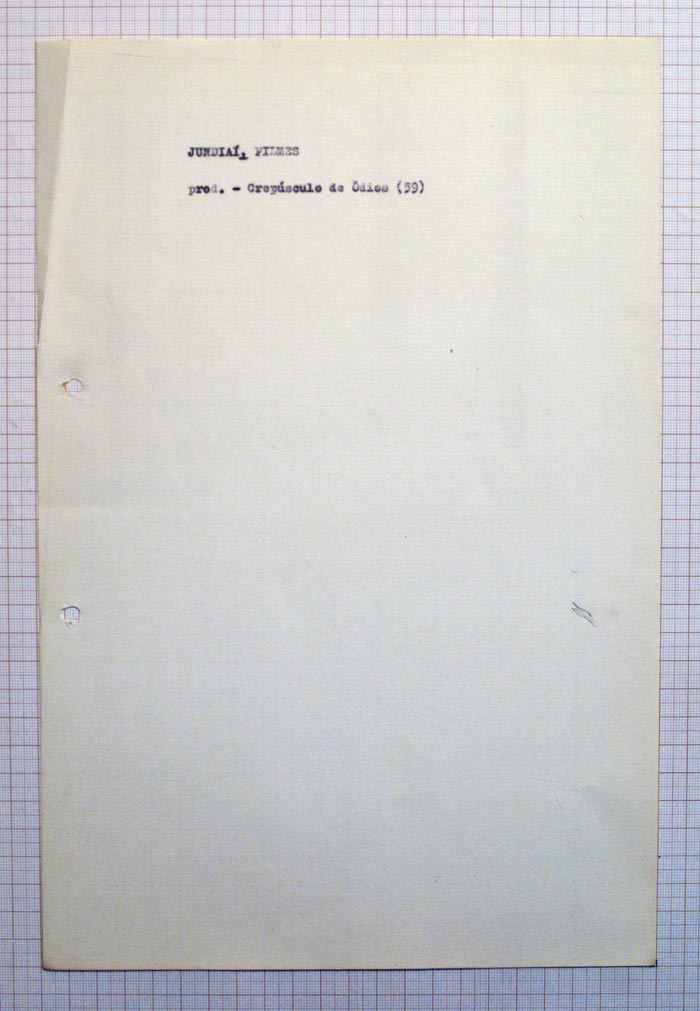 JUNDIAÍ, FILMES
prod. - Crepúsculo de Ódios (59)